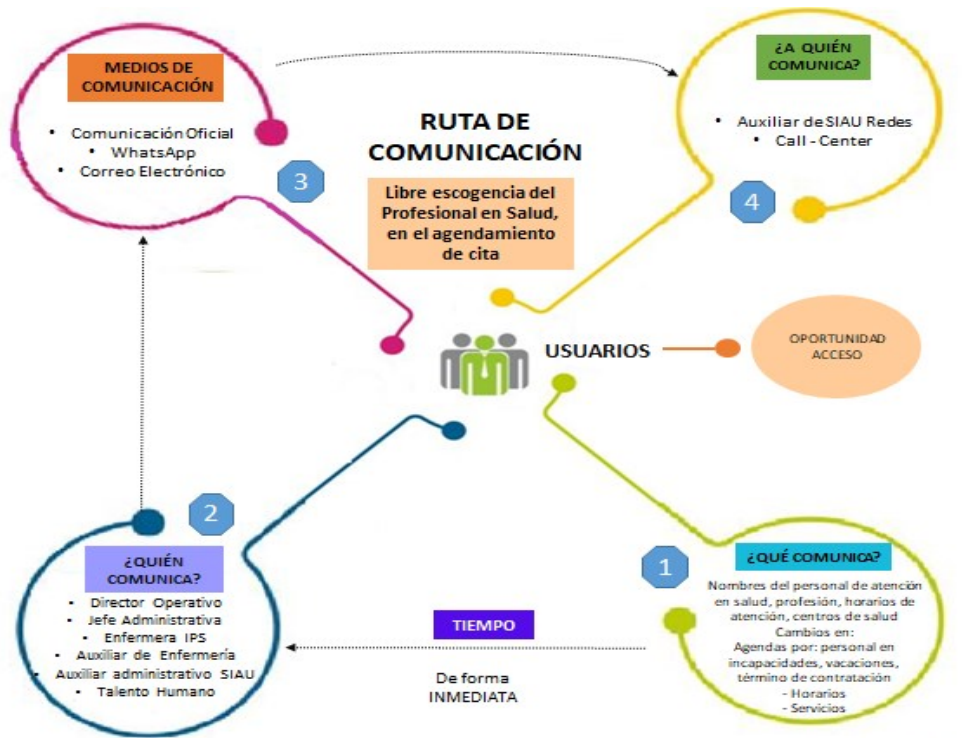 MEDIOS DE
COMUNICACIÓN
• Comunicación Oficial
• WhatsApp
• Correo Electrónico
3
RUTA DE
COMUNICACIÓN
Libre escogencia del
Profesional en Salud,
en el agendamiento
de cita
¿A QUIÉN
COMUNICA?
• Auxiliar de SIAU Redes
• Call - Center
4
USUARIOS
OPORTUNIDAD
ACCESO
2
¿QUIÉN
COMUNICA?
• Director Operativo
• Jefe Administrativa
• Enfermera IPS
• Auxiliar de Enfermería
• Auxiliar administrativo SIAU
• Talento Humano
TIEMPO
De forma
INMEDIATA
1
¿QUÉ COMUNICA?
Nombres del personal de atención
en salud, profesión, horarios de
atención, centros de salud
Cambios en:
Agendas por: personal en
incapacidades, vacaciones,
término de contratación
- Horarios
- Servicios